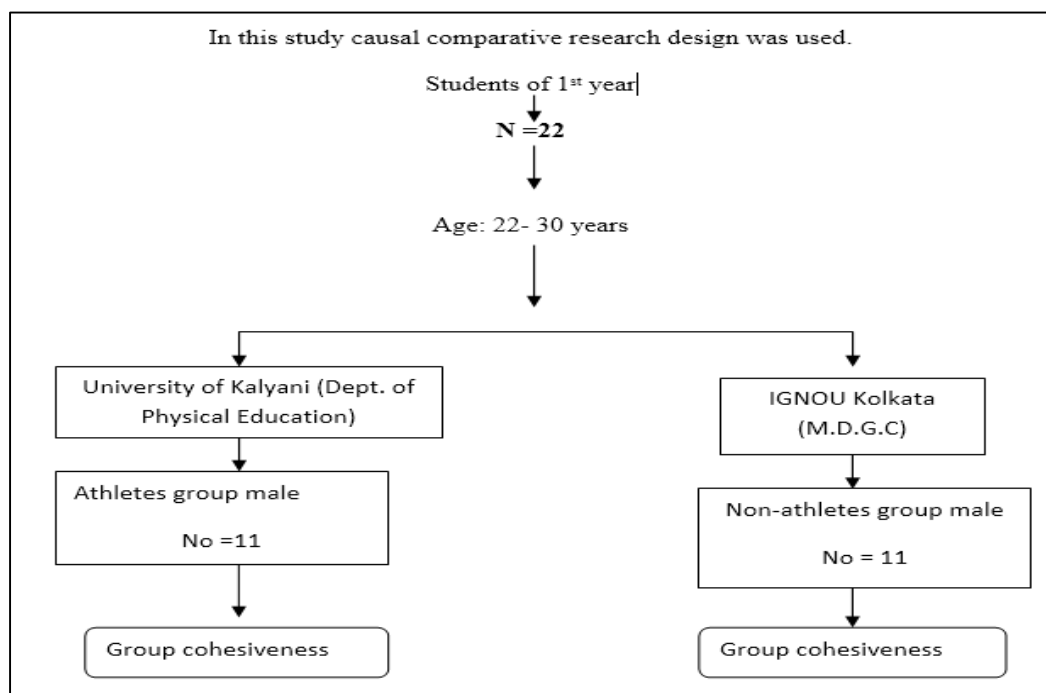 In this study causal comparative research design was used.
Students of 1st year
N =22
Age: 22- 30 years
University of Kalyani (Dept. of
Physical Education)
IGNOU Kolkata
(M.D.G.C)
Athletes group male
No =11
Non-athletes group male
No = 11
Group cohesiveness
Group cohesiveness